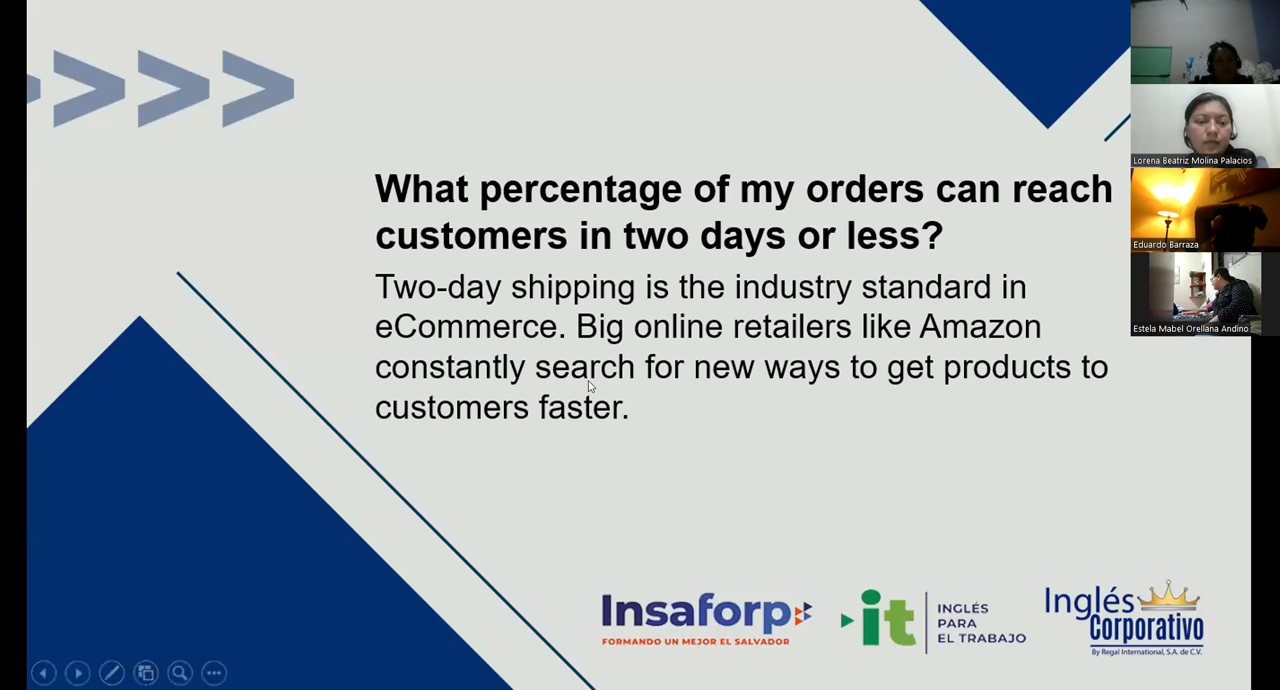 What percentage of my orders can reach
customers in two days or less?
Two-day shipping is the industry standard in
eCommerce. Big online retailers like Amazon
constantly search for new ways to get products to
customers faster.
Lorena Beatriz Molina Palacios
Eduardo Barraza
Estela Mabel Orellana Andino
Insaforp
FORMANDO UN MEJOR EL SALVADOR
it
INGLÉS
PARA
EL TRABAJO
Inglés
Corporativo
By Regal International, S.A. de C.V.